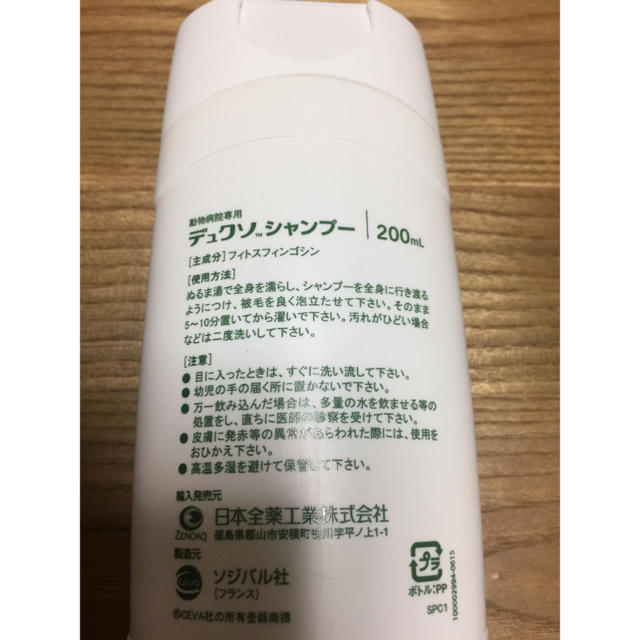 動物病院専用
デュクソ™シャンプー 200mL
[主成分]フィトスフィンゴシン
[使用方法]
ぬるま湯で全身を濡らし、シャンプーを全身に行き渡る
ようにつけ、被毛を良く泡立たせて下さい。そのまま
5～10分置いてから濯いで下さい。汚れがひどい場合
などは二度洗いして下さい。
[注意]
●目に入ったときは、すぐに洗い流して下さい。
●幼児の手の届く所に置かないで下さい。
●万一飲み込んだ場合は、多量の水を飲ませる等の
処置をし、直ちに医師の診察を受けて下さい。
●皮膚に発赤等の異常があらわれた際には、使用を
おひかえ下さい。
●高温多湿を避けて保管して下さい。
輸入発売元
ZENOAQ 日本全薬工業株式会社
福島県郡山市安積町笹川字平ノ上1-1
製造元
CEVA ソジバル社
(フランス)
®CEVA社の所有登録商標
プラ
ボトル:PP
SPC1
100002994-0615